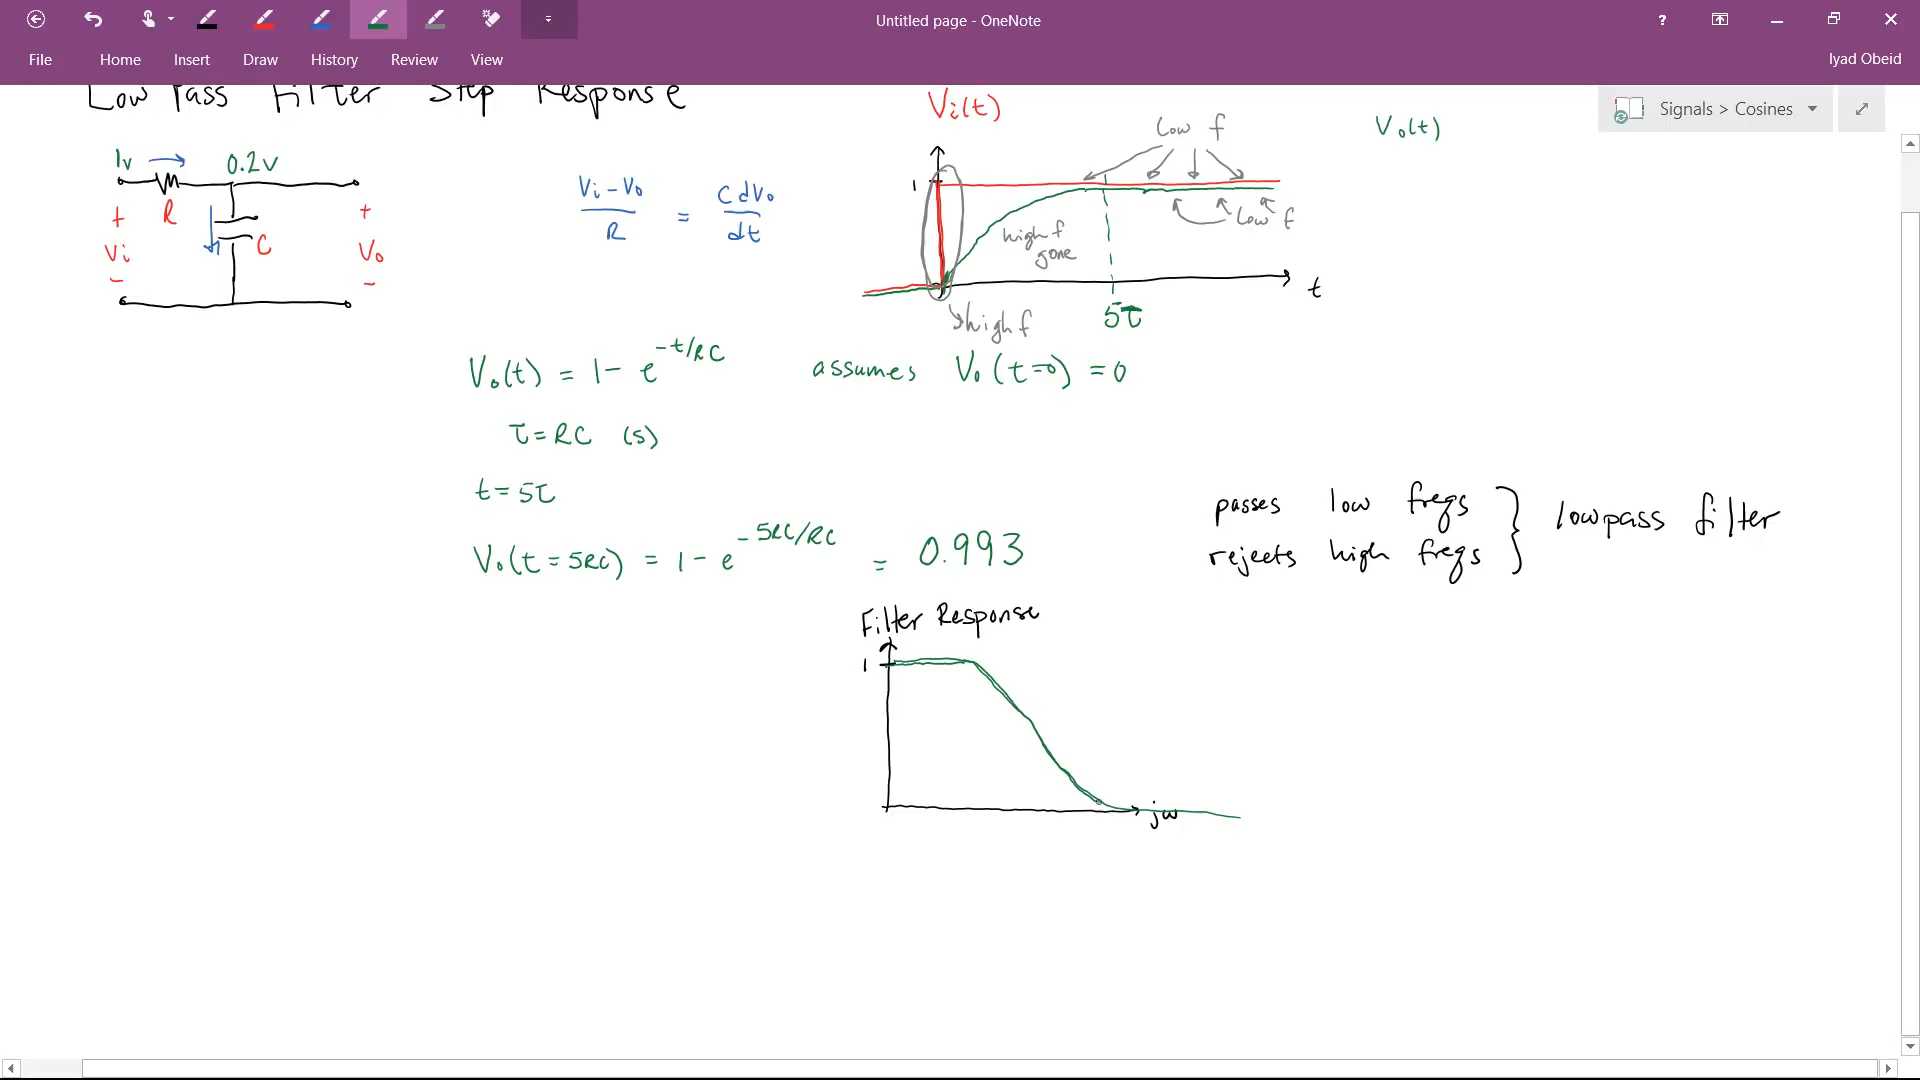 Untitled page - OneNote
?
File Home Insert Draw History Review View
Iyad Obeid
Low Pass Filter Step Response
Signals > Cosines
Vi(t)
Low f
Vo(t)
1v
0.2v
R
+
Vi
-
C
+
Vo
-
Vi-Vo / R = C dVo / dt
1
high f
gone
Low f
t
high f
5τ
Vo(t) = 1 - e^-t/RC
assumes Vo(t=0) = 0
τ = RC (s)
t = 5τ
Vo(t = 5RC) = 1 - e^-5RC/RC = 0.993
passes low freqs
rejects high freqs
} lowpass filter
Filter Response
1
jω